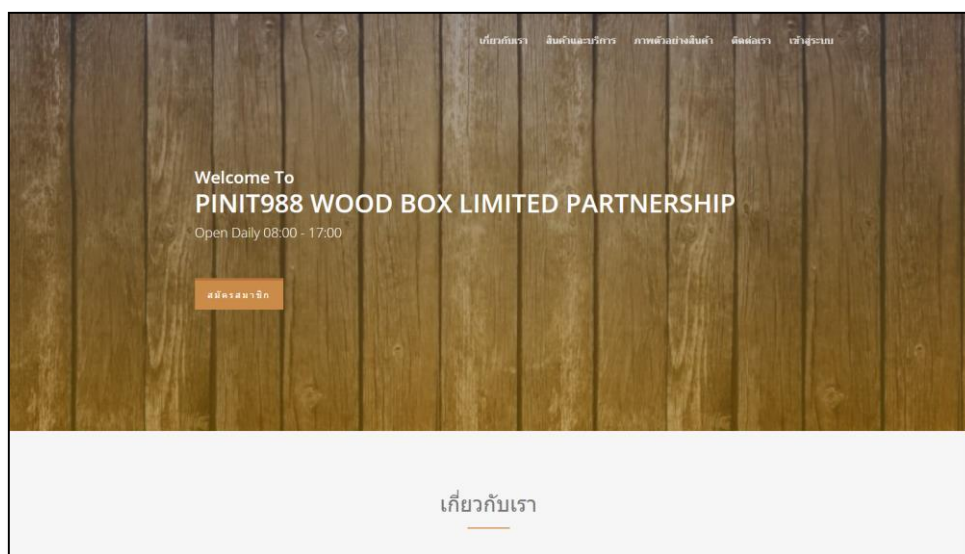 เกี่ยวกับเรา สินค้าและบริการ ภาพตัวอย่างสินค้า ติดต่อเรา เข้าสู่ระบบ
Welcome To
PINIT988 WOOD BOX LIMITED PARTNERSHIP
Open Daily 08:00 - 17:00
สมัครสมาชิก
เกี่ยวกับเรา